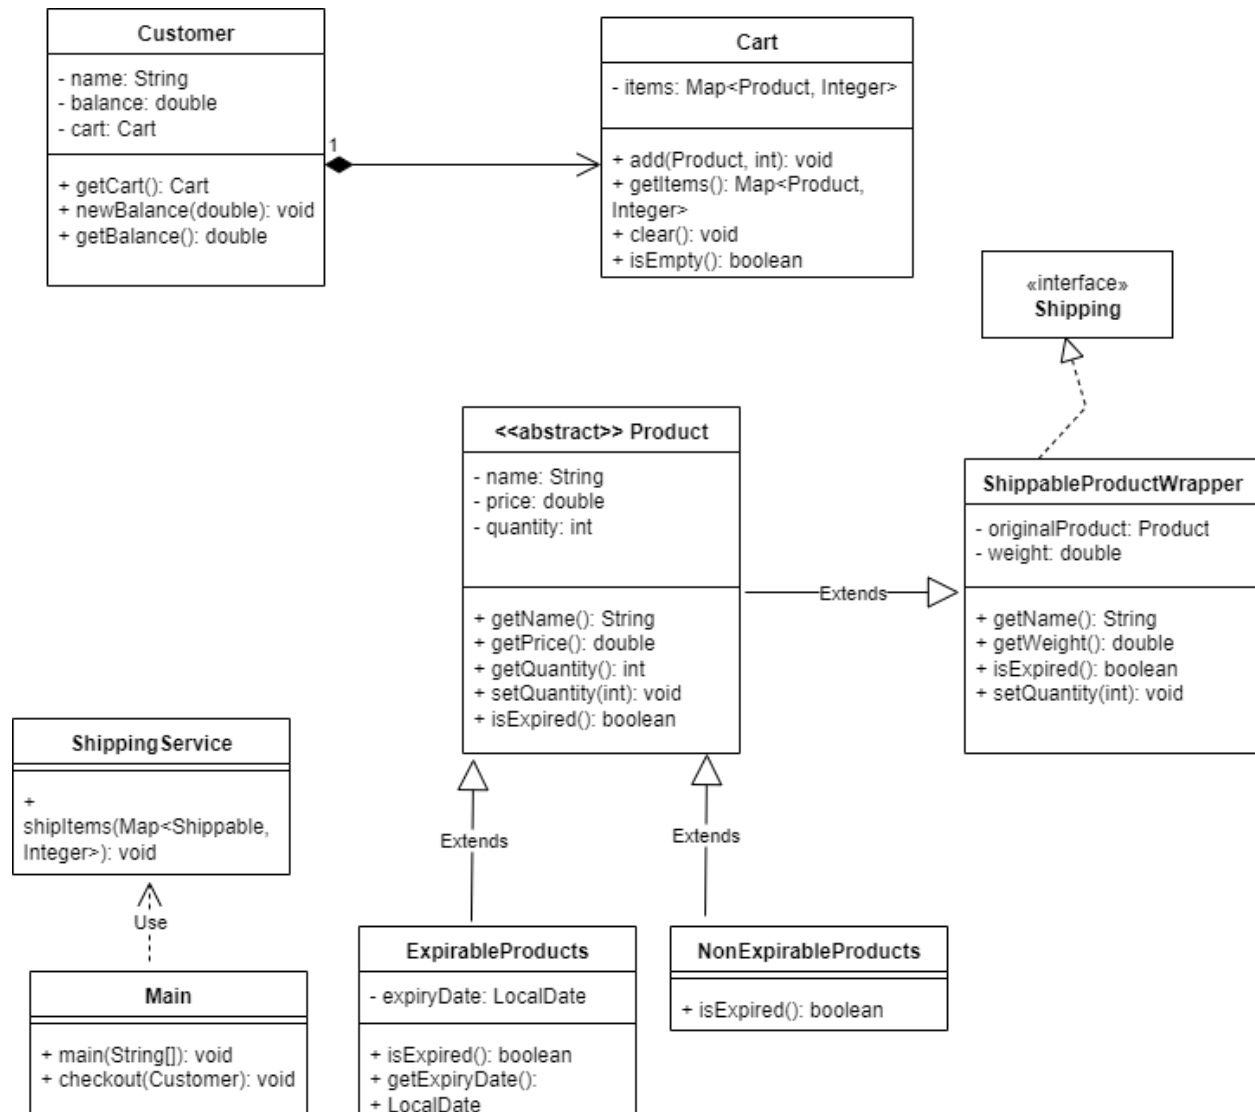 Customer
- name: String
- balance: double
- cart: Cart
+ getCart(): Cart
+ newBalance(double): void
+ getBalance(): double
1
Cart
- items: Map<Product, Integer>
+ add(Product, int): void
+ getItems(): Map<Product,
Integer>
+ clear(): void
+ isEmpty(): boolean
«interface»
Shipping
<<abstract>> Product
- name: String
- price: double
- quantity: int
+ getName(): String
+ getPrice(): double
+ getQuantity(): int
+ setQuantity(int): void
+ isExpired(): boolean
Extends
ShippableProductWrapper
- originalProduct: Product
- weight: double
+ getName(): String
+ getWeight(): double
+ isExpired(): boolean
+ setQuantity(int): void
ShippingService
+
shipItems(Map<Shippable,
Integer>): void
Use
Main
+ main(String[]): void
+ checkout(Customer): void
Extends
ExpirableProducts
- expiryDate: LocalDate
+ isExpired(): boolean
+ getExpiryDate():
+ LocalDate
Extends
NonExpirableProducts
+ isExpired(): boolean